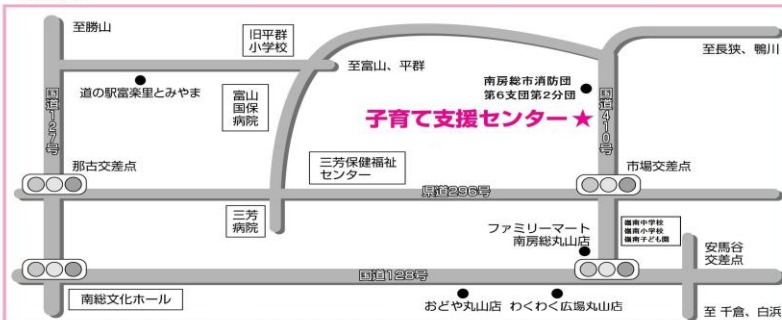 至勝山
旧平群
小学校
至富山、平群
至長狭、鴨川
道の駅富楽里とみやま
富山
国保
病院
南房総市消防団
第6支団第2分団
子育て支援センター★
国道127号
国道410号
那古交差点
三芳保健福祉
センター
市場交差点
県道296号
三芳
病院
ファミリーマート
南房総丸山店
嶺南中学校
嶺南小学校
嶺南子ども園
安馬谷
交差点
国道128号
南総文化ホール
おどや丸山店
わくわく広場丸山店
至 千倉、白浜